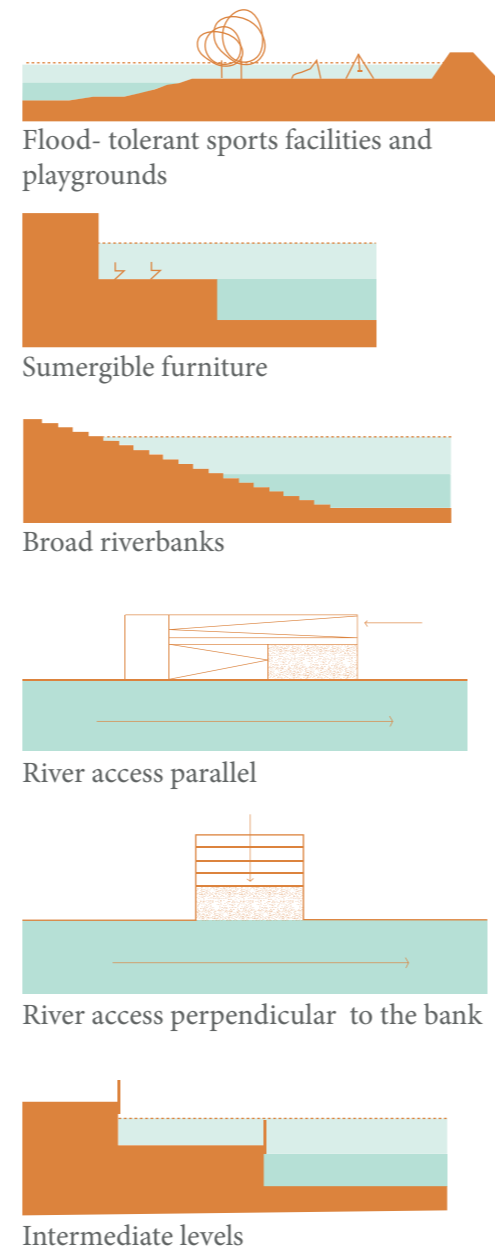 Flood- tolerant sports facilities and
playgrounds
Sumergible furniture
Broad riverbanks
River access parallel
River access perpendicular  to the bank
Intermediate levels